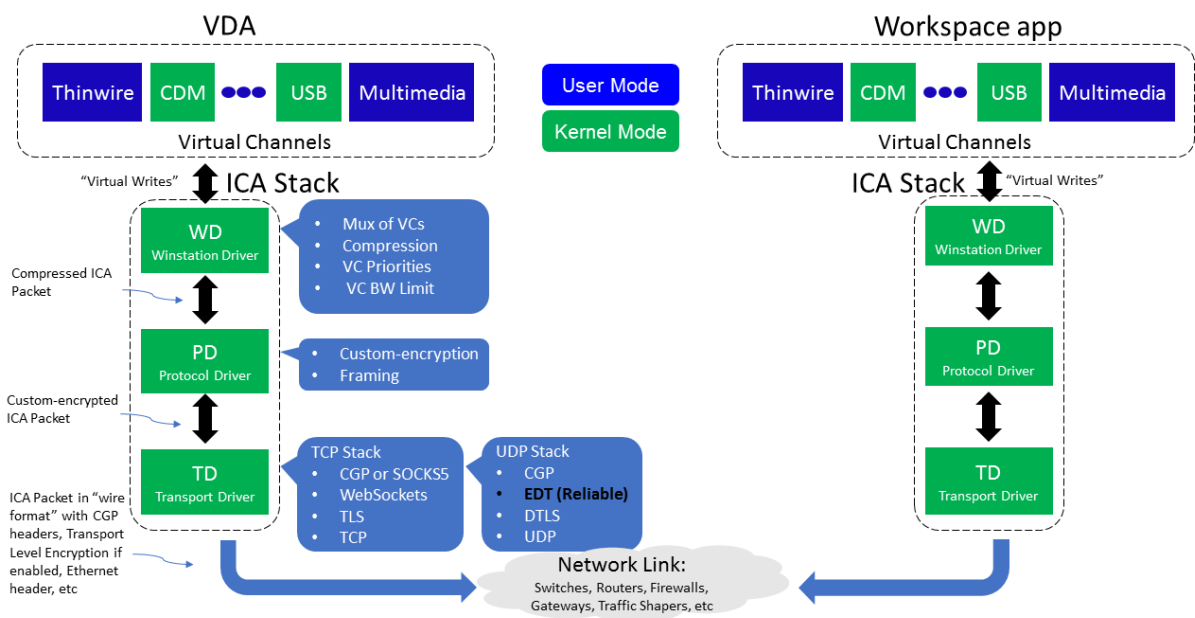 VDA
Thinwire
CDM
USB
Multimedia
Virtual Channels
User Mode
Kernel Mode
Workspace app
Thinwire
CDM
USB
Multimedia
Virtual Channels
“Virtual Writes”
ICA Stack
WD
Winstation Driver
• Mux of VCs
• Compression
• VC Priorities
• VC BW Limit
Compressed ICA
Packet
PD
Protocol Driver
• Custom-encryption
• Framing
Custom-encrypted
ICA Packet
TD
Transport Driver
TCP Stack
• CGP or SOCKS5
• WebSockets
• TLS
• TCP
UDP Stack
• CGP
• EDT (Reliable)
• DTLS
• UDP
ICA Packet in “wire
format” with CGP
headers, Transport
Level Encryption if
enabled, Ethernet
header, etc
Network Link:
Switches, Routers, Firewalls,
Gateways, Traffic Shapers, etc
ICA Stack
“Virtual Writes”
WD
Winstation Driver
PD
Protocol Driver
TD
Transport Driver